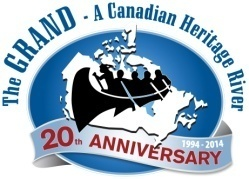 The GRAND - A Canadian Heritage River
1994 - 2014
20th ANNIVERSARY